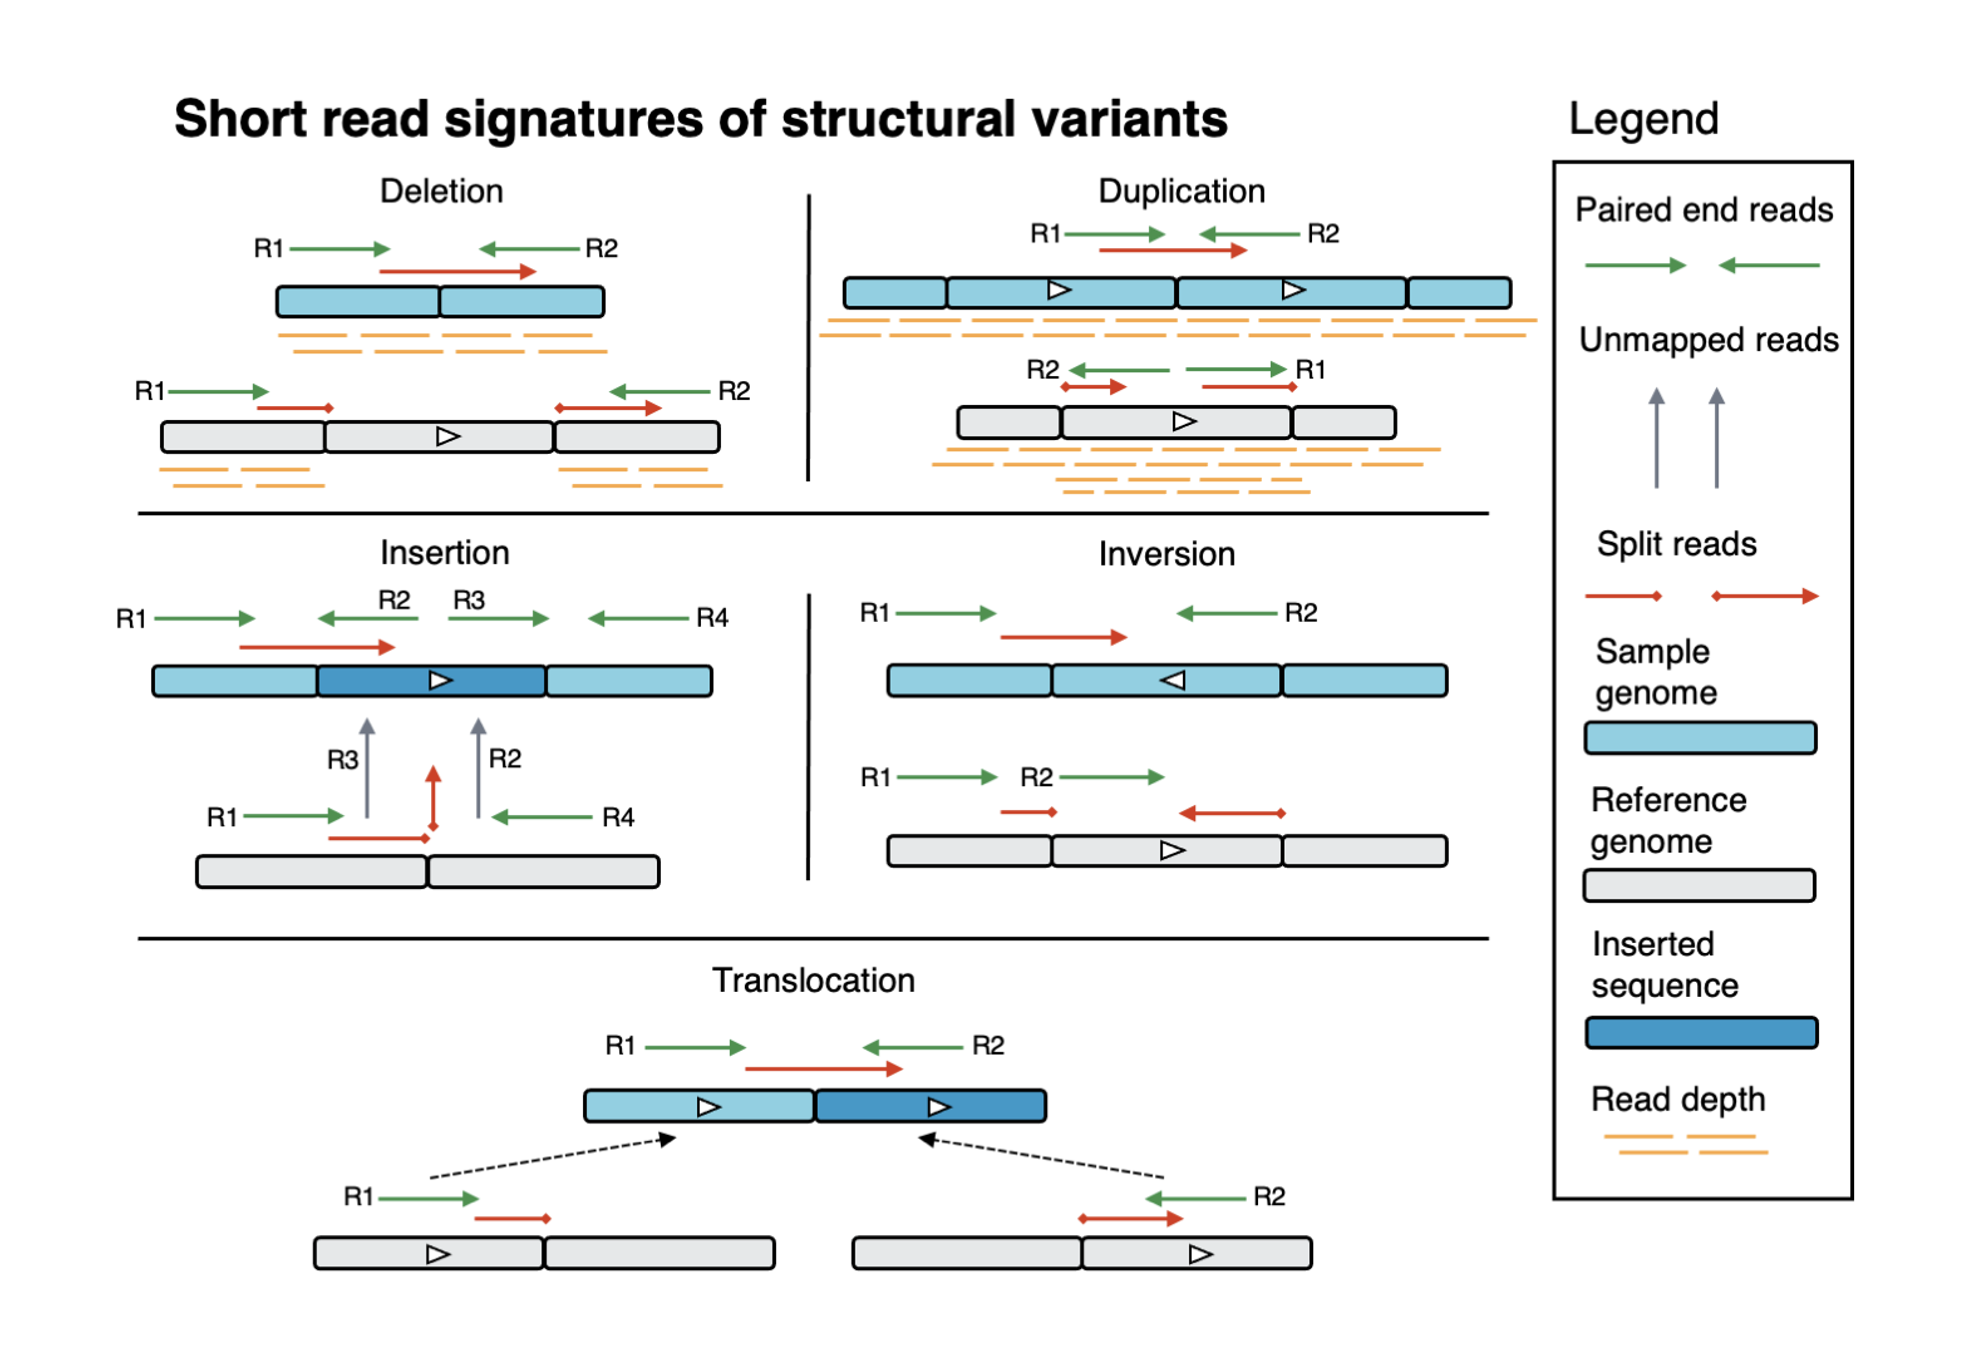 Short read signatures of structural variants
Deletion
R1
R2
R1
R2
Duplication
R1
R2
R2
R1
Insertion
R1
R2
R3
R4
R3
R2
R1
R4
Inversion
R1
R2
R1
R2
Translocation
R1
R2
R1
R2
Legend
Paired end reads
Unmapped reads
Split reads
Sample
genome
Reference
genome
Inserted
sequence
Read depth